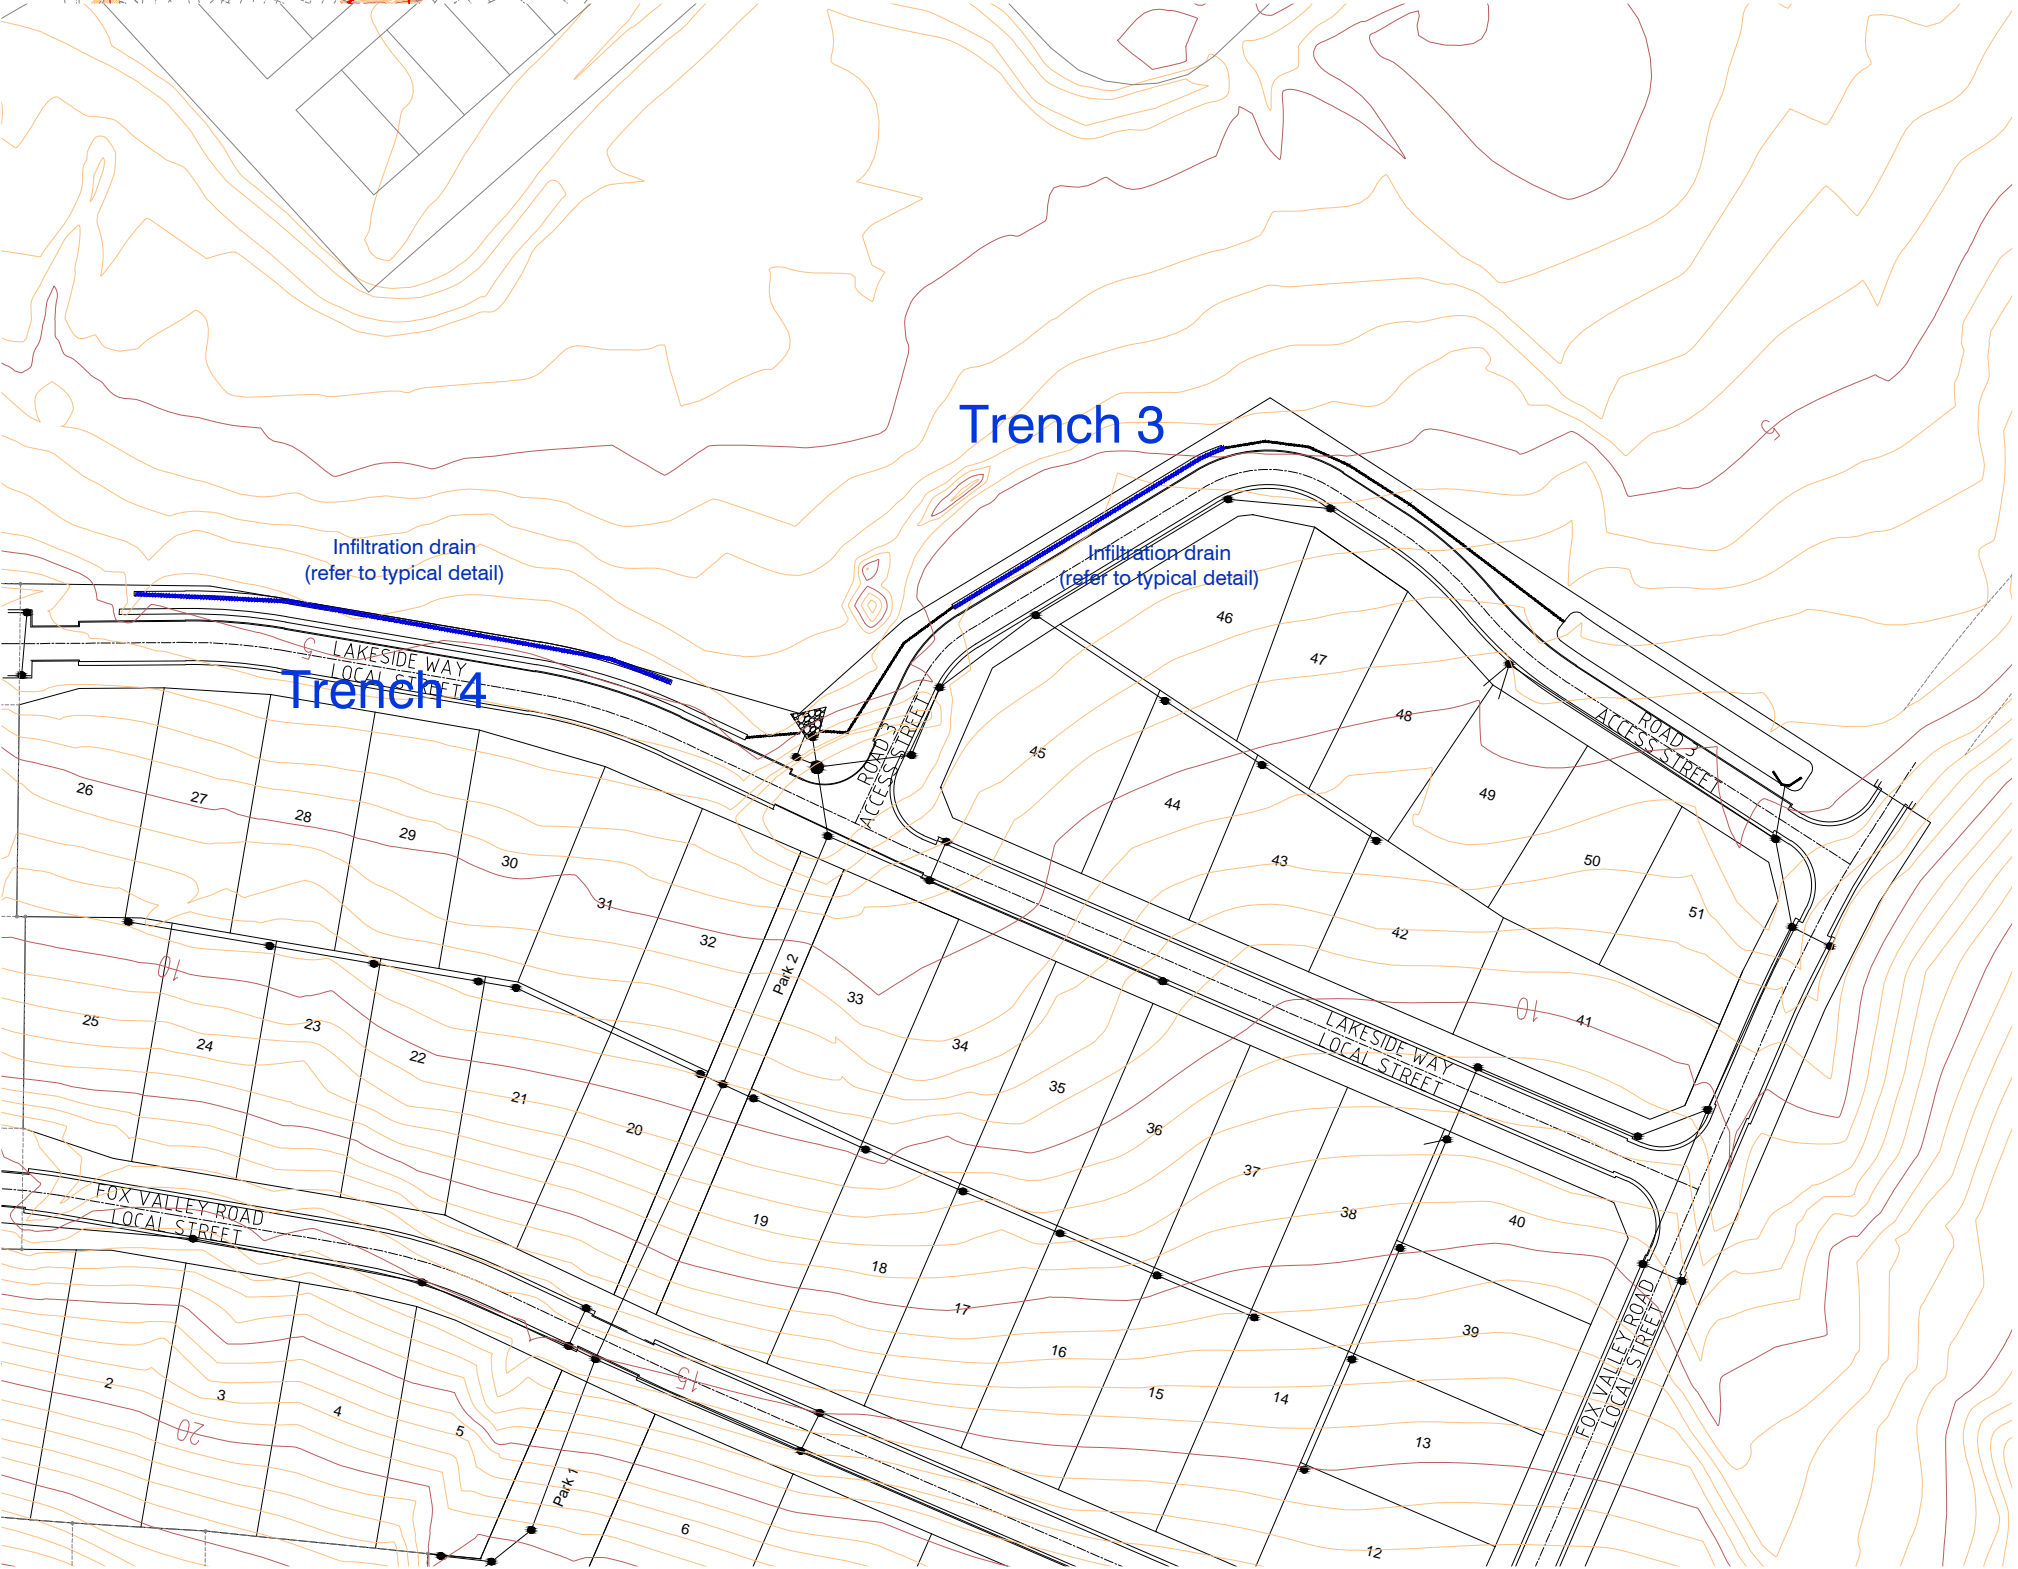 Trench 3
Infiltration drain
(refer to typical detail)
Infiltration drain
(refer to typical detail)
5
5
LAKESIDE WAY
LOCAL STREET
Trench 4
ROAD 3
ACCESS STREET
ROAD 3
ACCESS STREET
46
47
48
45
44
49
43
50
42
51
41
26
27
28
29
30
31
32
Park 2
33
10
10
LAKESIDE WAY
LOCAL STREET
25
24
23
22
21
20
34
35
36
37
38
40
39
19
18
17
16
15
14
13
12
FOX VALLEY ROAD
LOCAL STREET
FOX VALLEY ROAD
LOCAL STREET
15
20
2
3
4
5
Park 1
6